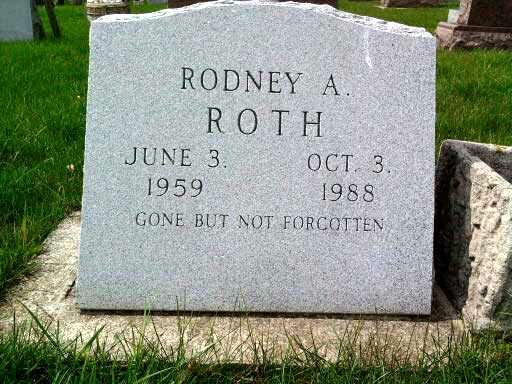 RODNEY A.
ROTH
JUNE 3. OCT. 3.
1959 1988
GONE BUT NOT FORGOTTEN